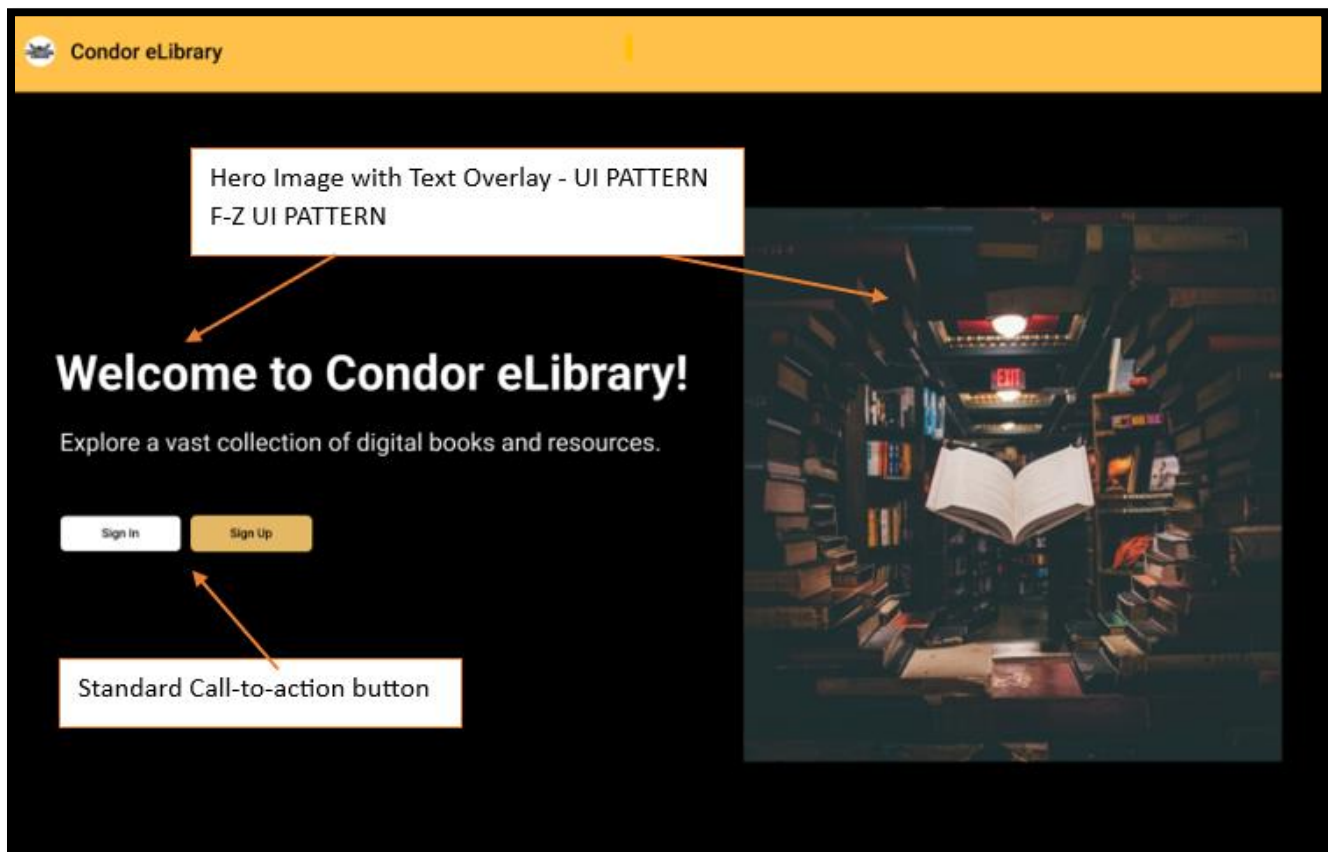 Condor eLibrary
Hero Image with Text Overlay - UI PATTERN
F-Z UI PATTERN
Welcome to Condor eLibrary!
Explore a vast collection of digital books and resources.
EXIT
Sign In
Sign Up
Standard Call-to-action button